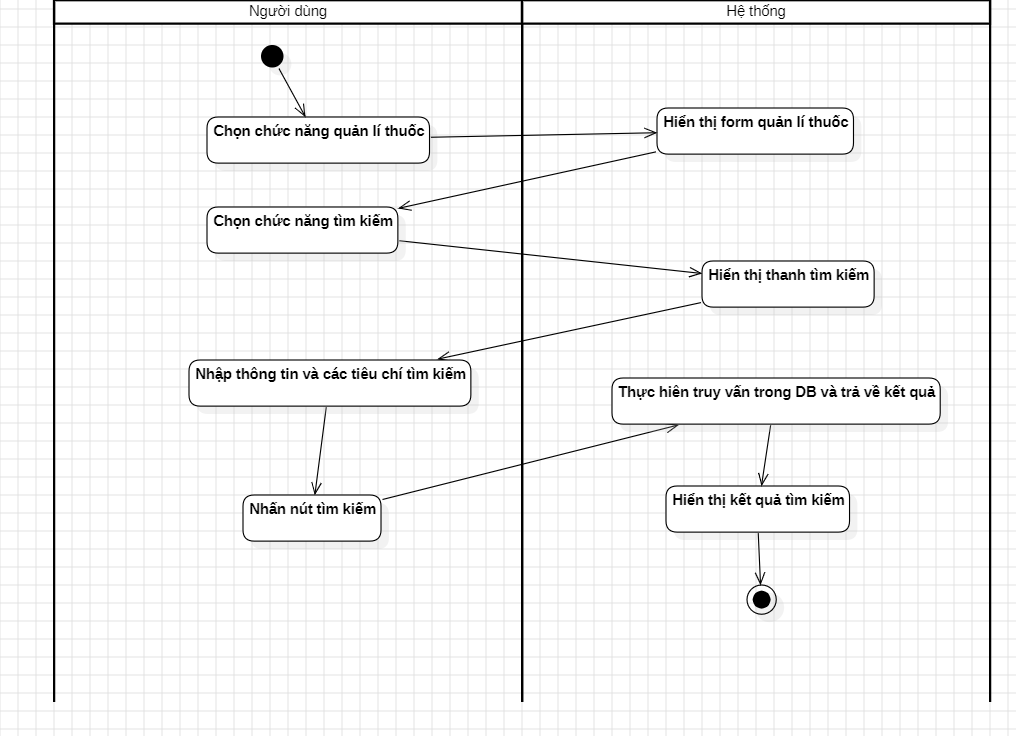 Người dùng
Hệ thống
Chọn chức năng quản lí thuốc
Hiển thị form quản lí thuốc
Chọn chức năng tìm kiếm
Hiển thị thanh tìm kiếm
Nhập thông tin và các tiêu chí tìm kiếm
Thực hiên truy vấn trong DB và trả về kết quả
Nhấn nút tìm kiếm
Hiển thị kết quả tìm kiếm